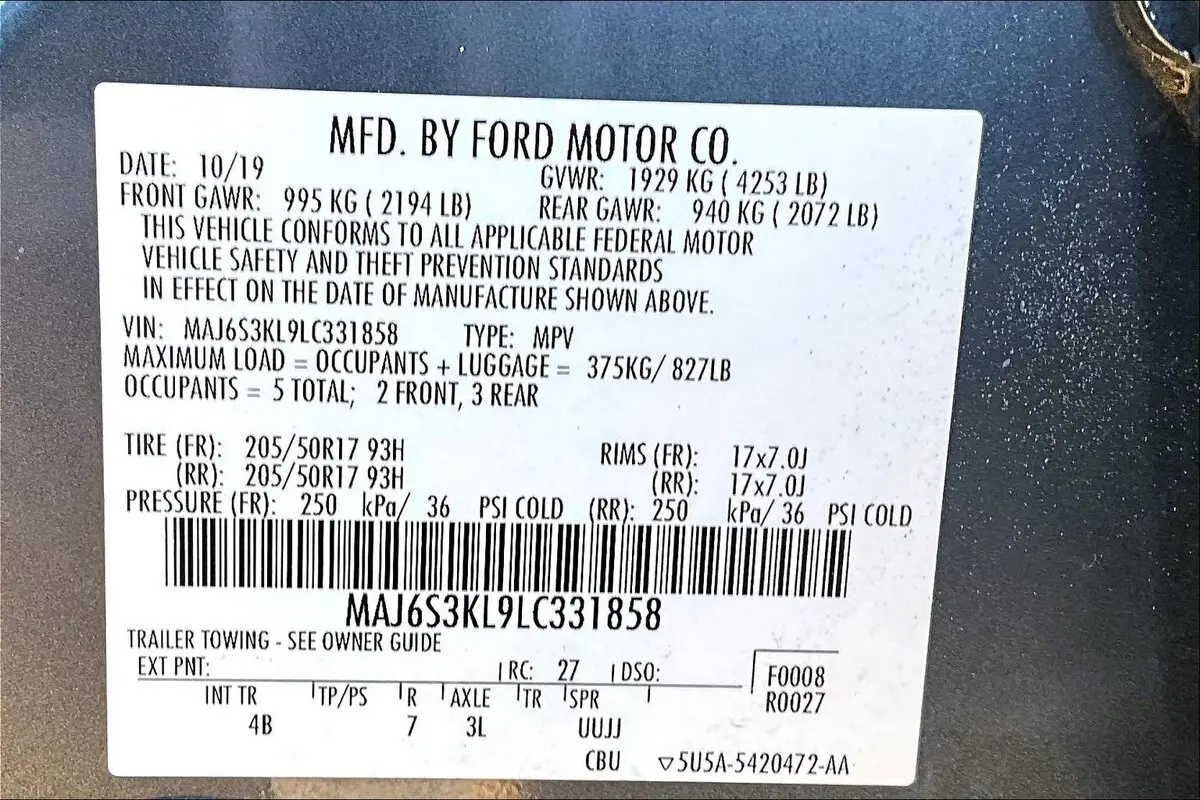 MFD. BY FORD MOTOR CO.
DATE: 10/19 GVWR: 1929 KG ( 4253 LB)
FRONT GAWR: 995 KG ( 2194 LB) REAR GAWR: 940 KG ( 2072 LB)
THIS VEHICLE CONFORMS TO ALL APPLICABLE FEDERAL MOTOR
VEHICLE SAFETY AND THEFT PREVENTION STANDARDS
IN EFFECT ON THE DATE OF MANUFACTURE SHOWN ABOVE.
VIN: MAJ6S3KL9LC331858 TYPE: MPV
MAXIMUM LOAD = OCCUPANTS + LUGGAGE = 375KG/ 827LB
OCCUPANTS = 5 TOTAL; 2 FRONT, 3 REAR
TIRE (FR): 205/50R17 93H RIMS (FR): 17x7.0J
(RR): 205/50R17 93H (RR): 17x7.0J
PRESSURE (FR): 250 kPa/ 36 PSI COLD (RR): 250 kPa/ 36 PSI COLD
MAJ6S3KL9LC331858
TRAILER TOWING - SEE OWNER GUIDE
EXT PNT: RC: 27 DSO: F0008
INT TR TP/PS R AXLE TR SPR R0027
4B 7 3L UUJJ
CBU ▽5U5A-5420472-AA